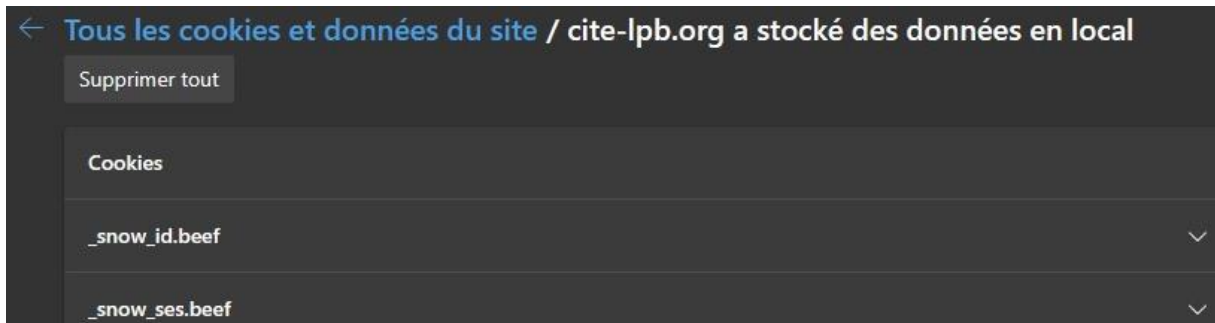 Tous les cookies et données du site / cite-lpb.org a stocké des données en local
Supprimer tout
Cookies
_snow_id.beef
_snow_ses.beef